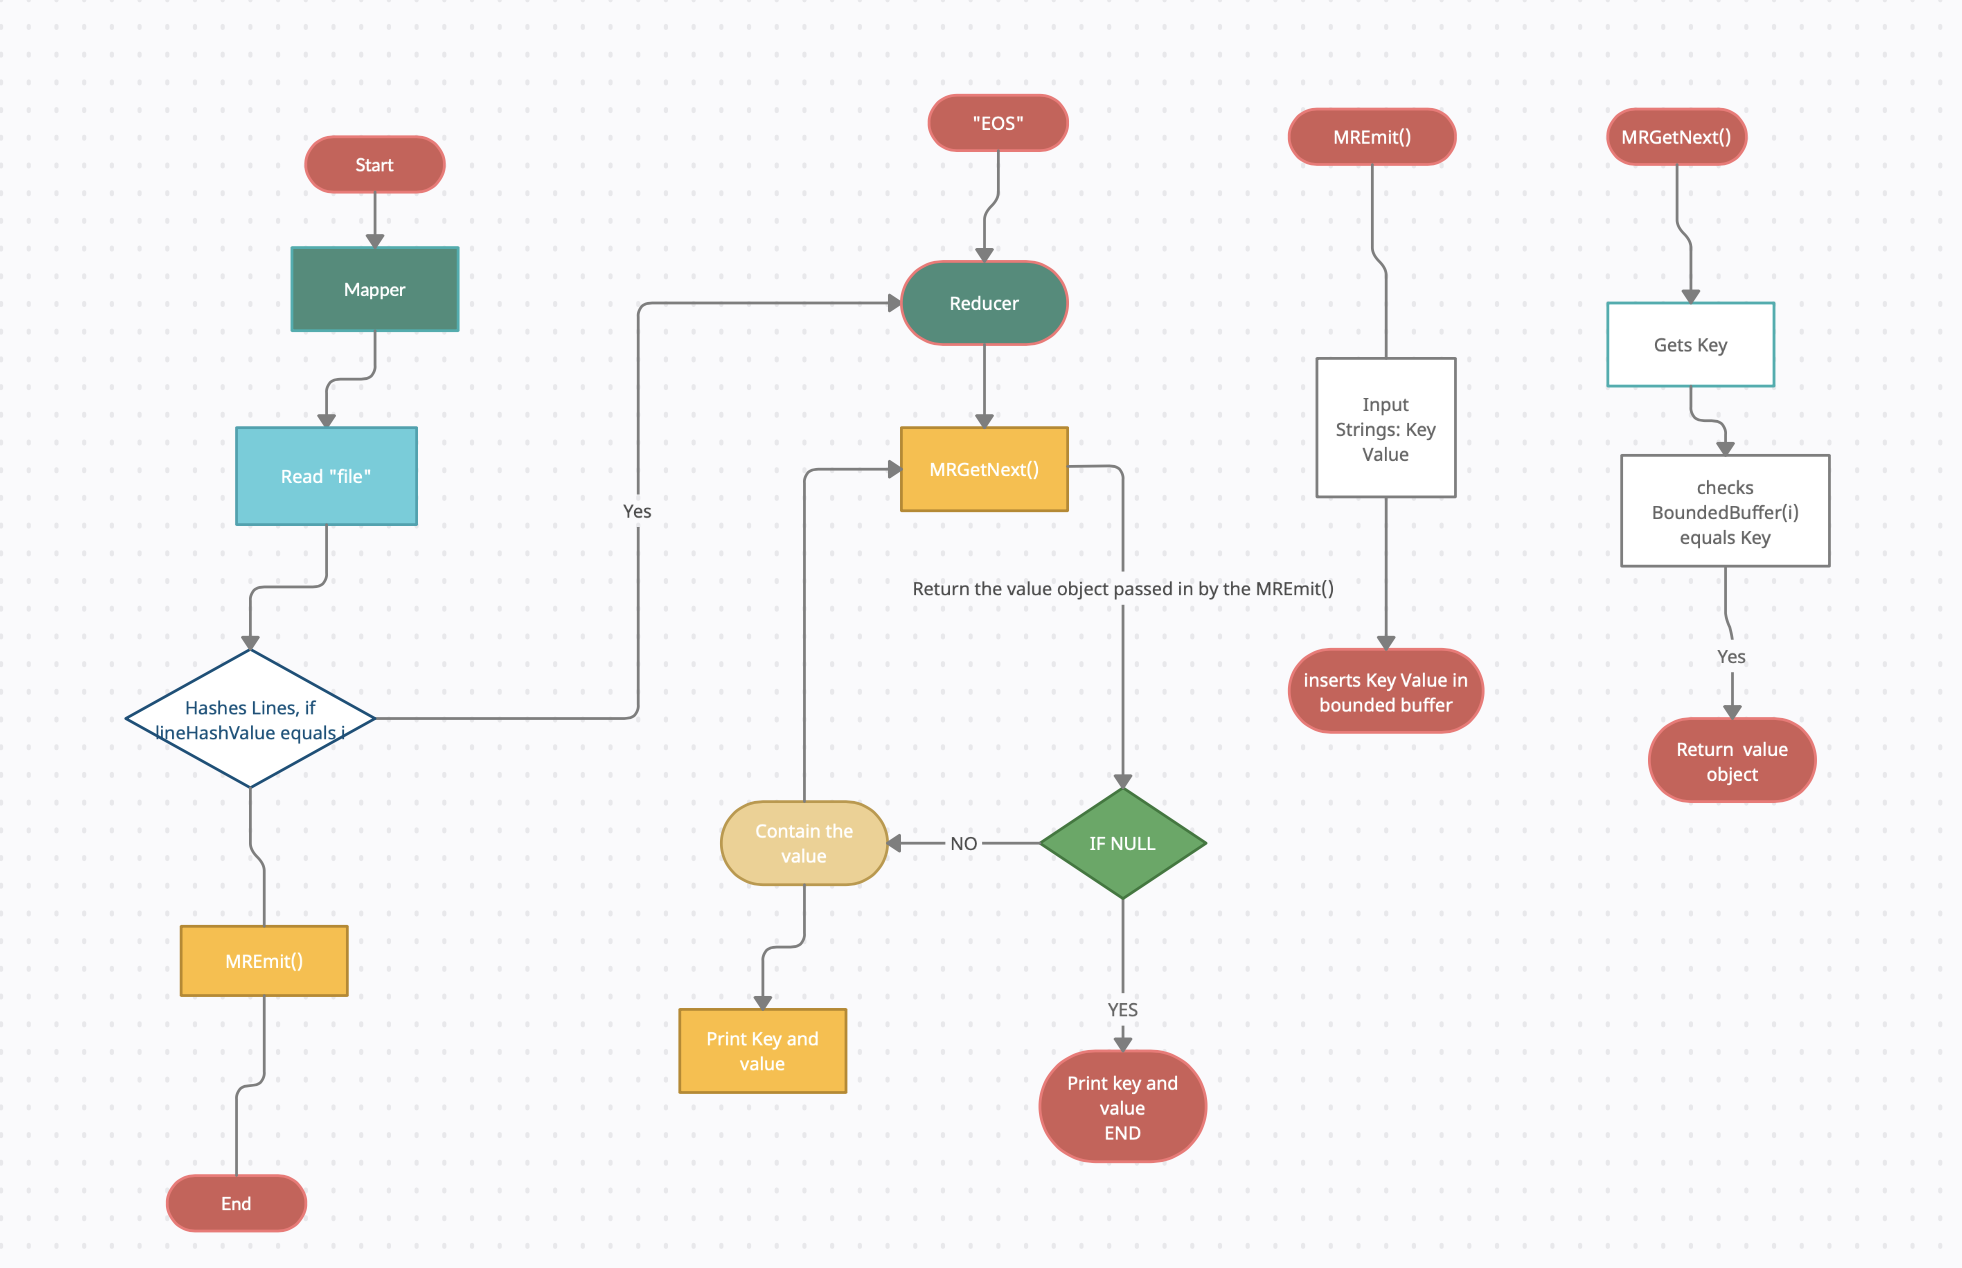 Start
Mapper
Read "file"
Hashes Lines, if
lineHashValue equals i
MREmit()
End
Yes
"EOS"
Reducer
MRGetNext()
Return the value object passed in by the MREmit()
IF NULL
NO
Contain the
value
Print Key and
value
YES
Print key and
value
END
MREmit()
Input
Strings: Key
Value
inserts Key Value in
bounded buffer
MRGetNext()
Gets Key
checks
BoundedBuffer(i)
equals Key
Yes
Return value
object